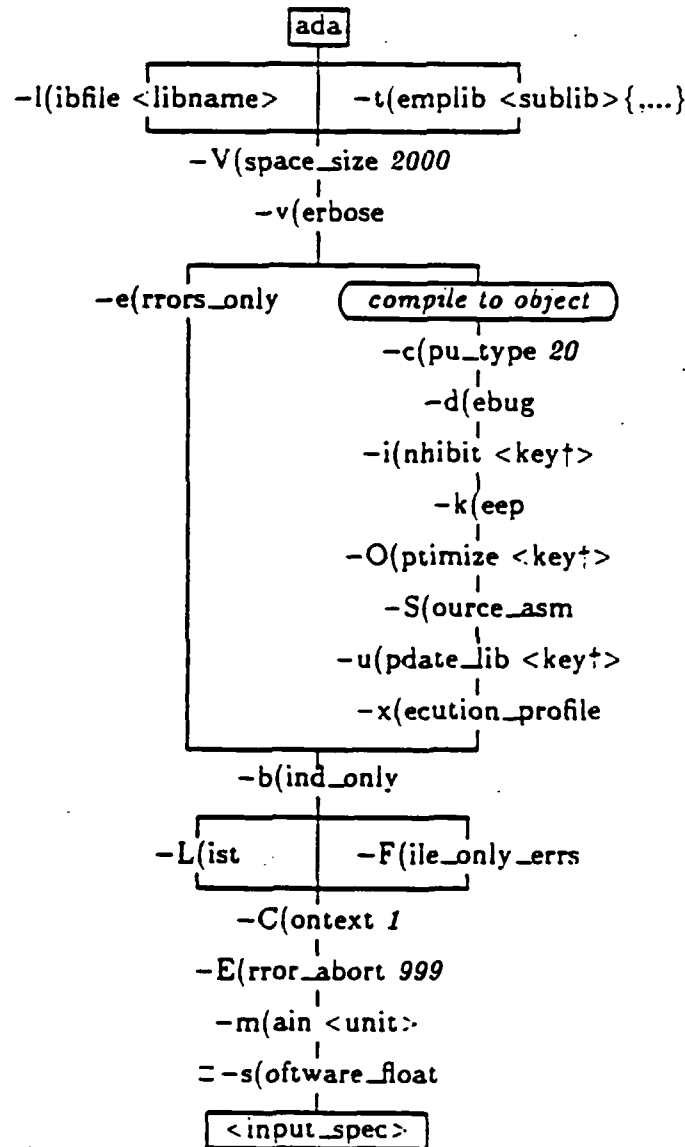 ada
-l(ibfile <libname> -t(emplib <sublib>{,...}
-V(space_size 2000
-v(erbose
-e(rrors_only compile to object
-c(pu_type 20
-d(ebug
-i(nhibit <key†>
-k(eep
-O(ptimize <key†>
-S(ource_asm
-u(pdate_lib <key†>
-x(ecution_profile
-b(ind_only
-L(ist -F(ile_only_errs
-C(ontext 1
-E(rror_abort 999
-m(ain <unit>
-s(oftware_float
<input_spec>